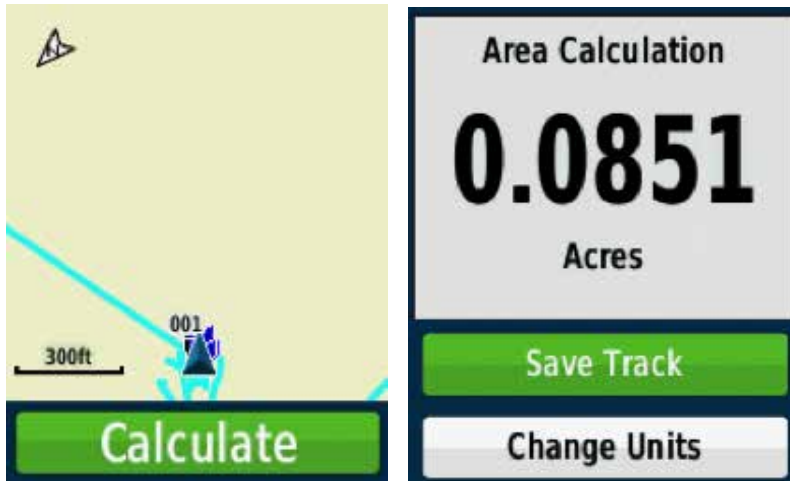 N
001
300ft
Calculate
Area Calculation
0.0851
Acres
Save Track
Change Units